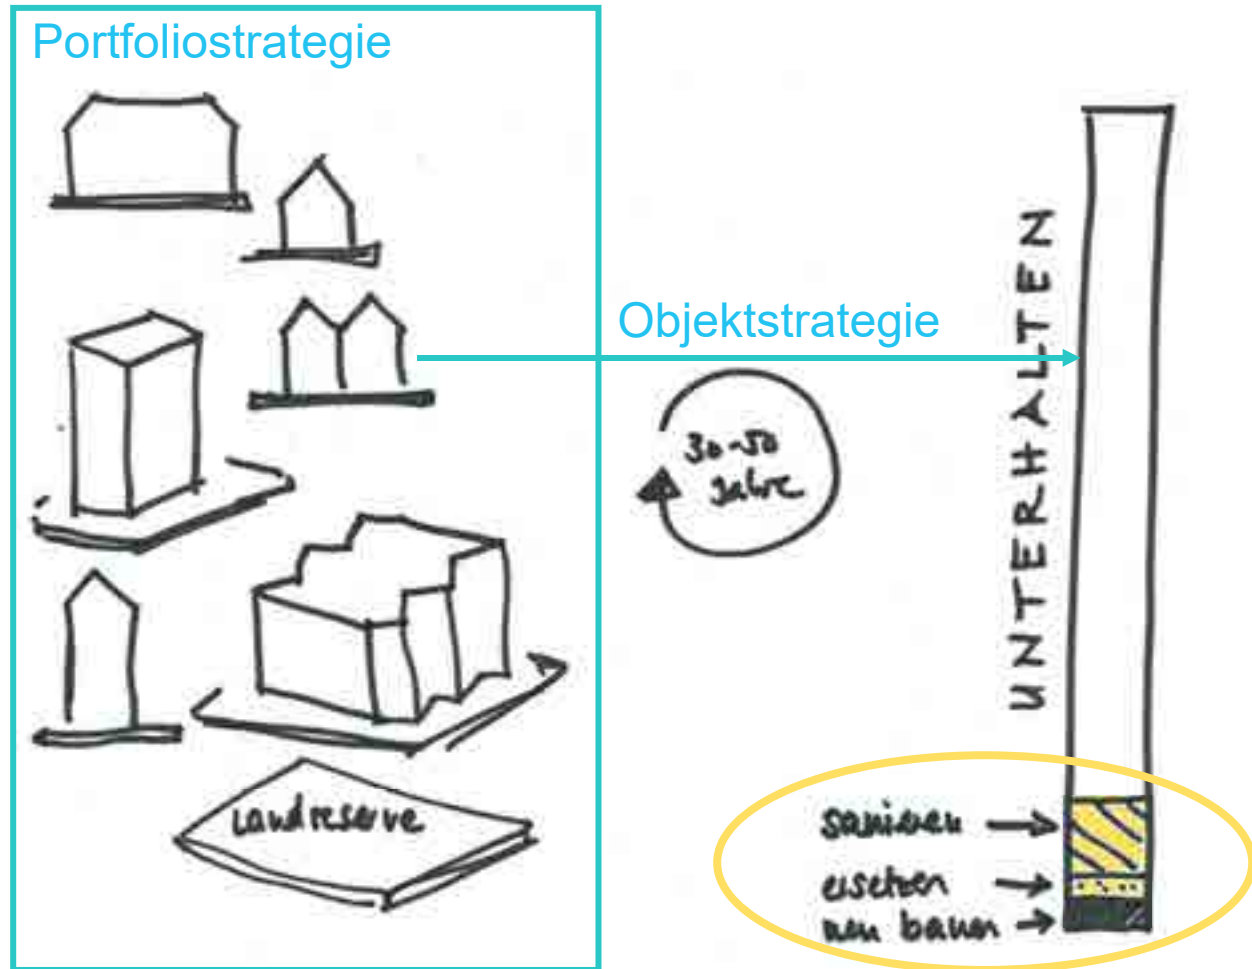 Portfoliostrategie
Objektstrategie
30-50
Jahre
UNTERHALTEN
Landreserve
sanieren
ersetzen
neu bauen